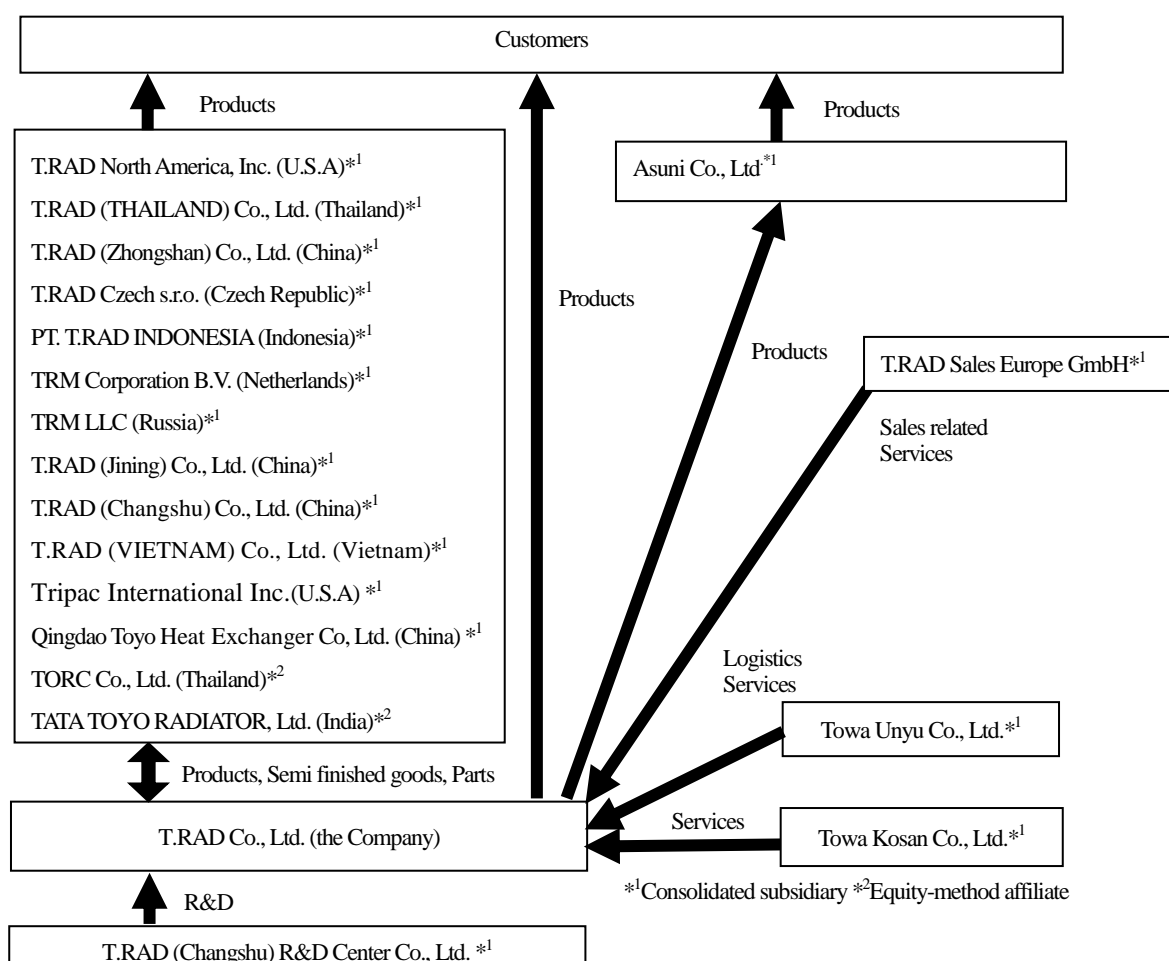 Customers
Products
Products
T.RAD North America, Inc. (U.S.A)*1
T.RAD (THAILAND) Co., Ltd. (Thailand)*1
T.RAD (Zhongshan) Co., Ltd. (China)*1
T.RAD Czech s.r.o. (Czech Republic)*1
PT. T.RAD INDONESIA (Indonesia)*1
TRM Corporation B.V. (Netherlands)*1
TRM LLC (Russia)*1
T.RAD (Jining) Co., Ltd. (China)*1
T.RAD (Changshu) Co., Ltd. (China)*1
T.RAD (VIETNAM) Co., Ltd. (Vietnam)*1
Tripac International Inc.(U.S.A) *1
Qingdao Toyo Heat Exchanger Co, Ltd. (China) *1
TORC Co., Ltd. (Thailand)*2
TATA TOYO RADIATOR, Ltd. (India)*2
Asuni Co., Ltd.*1
Products
Products
T.RAD Sales Europe GmbH*1
Sales related
Services
Logistics
Services
Towa Unyu Co., Ltd.*1
Products, Semi finished goods, Parts
T.RAD Co., Ltd. (the Company)
Services
Towa Kosan Co., Ltd.*1
*1Consolidated subsidiary *2Equity-method affiliate
R&D
T.RAD (Changshu) R&D Center Co., Ltd. *1